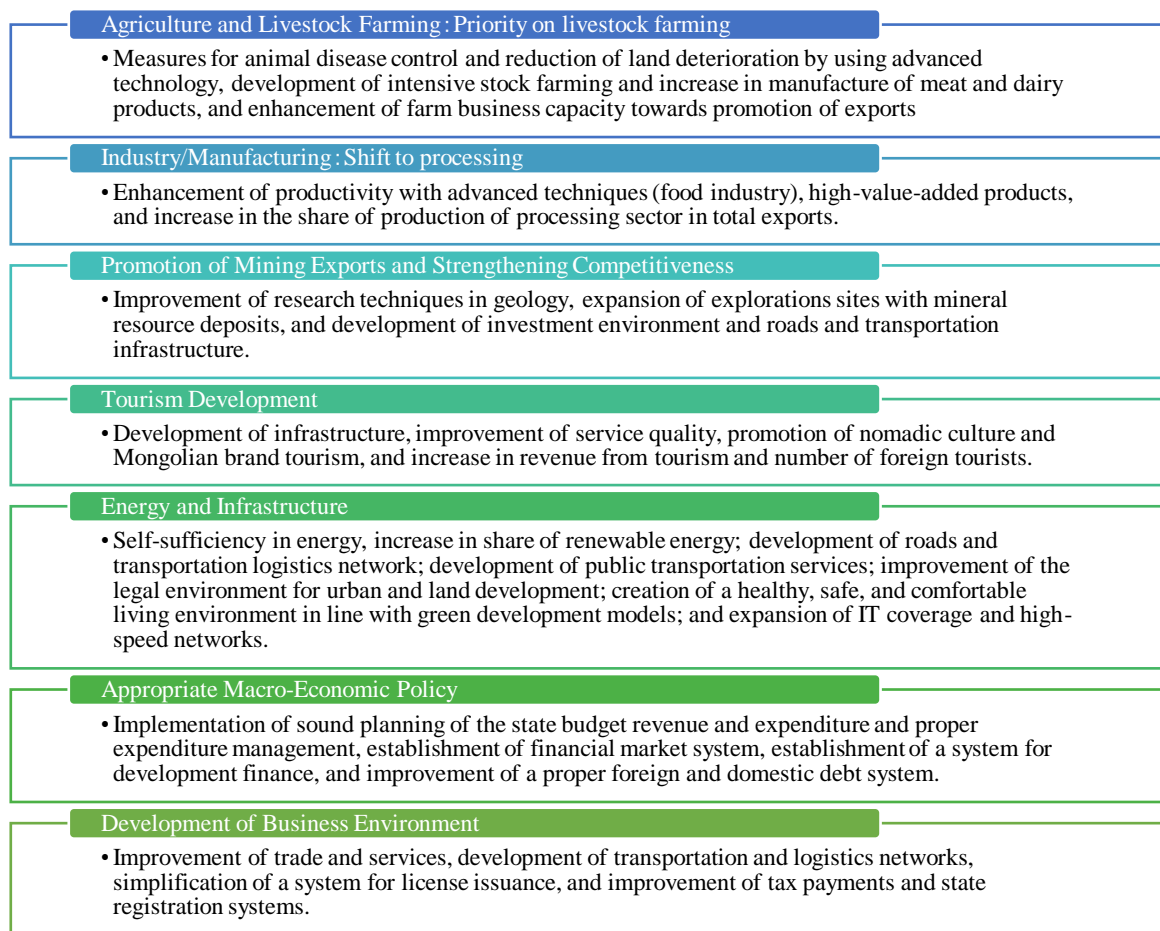 Agriculture and Livestock Farming：Priority on livestock farming
• Measures for animal disease control and reduction of land deterioration by using advanced
technology, development of intensive stock farming and increase in manufacture of meat and dairy
products, and enhancement of farm business capacity towards promotion of exports
Industry/Manufacturing：Shift to processing
• Enhancement of productivity with advanced techniques (food industry), high-value-added products,
and increase in the share of production of processing sector in total exports.
Promotion of Mining Exports and Strengthening Competitiveness
• Improvement of research techniques in geology, expansion of explorations sites with mineral
resource deposits, and development of investment environment and roads and transportation
infrastructure.
Tourism Development
• Development of infrastructure, improvement of service quality, promotion of nomadic culture and
Mongolian brand tourism, and increase in revenue from tourism and number of foreign tourists.
Energy and Infrastructure
• Self-sufficiency in energy, increase in share of renewable energy; development of roads and
transportation logistics network; development of public transportation services; improvement of the
legal environment for urban and land development; creation of a healthy, safe, and comfortable
living environment in line with green development models; and expansion of IT coverage and high-
speed networks.
Appropriate Macro-Economic Policy
• Implementation of sound planning of the state budget revenue and expenditure and proper
expenditure management, establishment of financial market system, establishment of a system for
development finance, and improvement of a proper foreign and domestic debt system.
Development of Business Environment
• Improvement of trade and services, development of transportation and logistics networks,
simplification of a system for license issuance, and improvement of tax payments and state
registration systems.